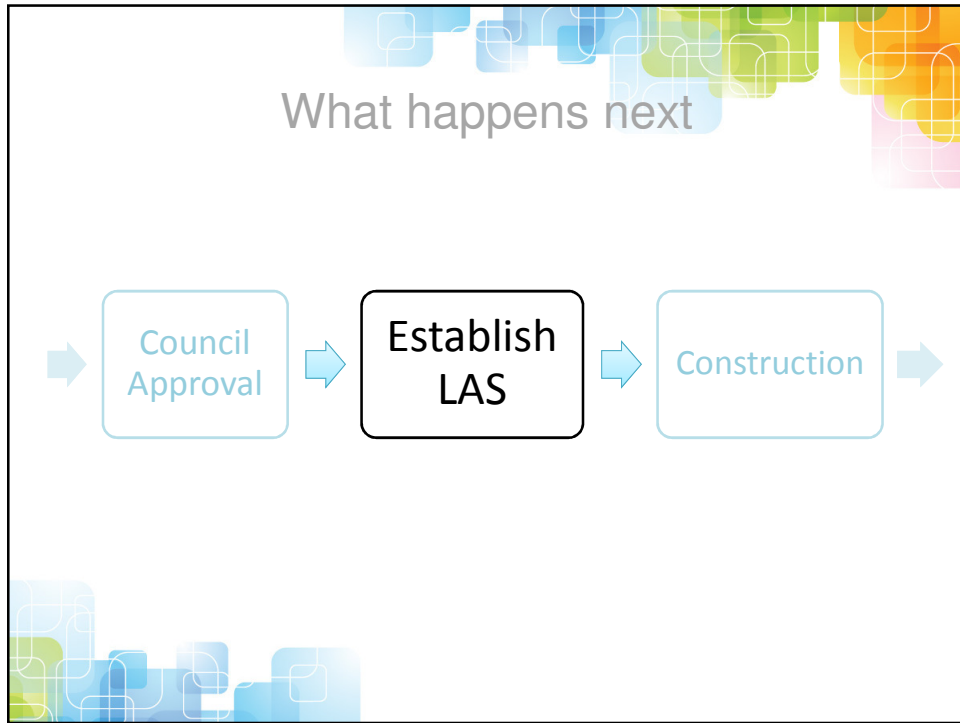 What happens next
Council
Approval
Establish
LAS
Construction